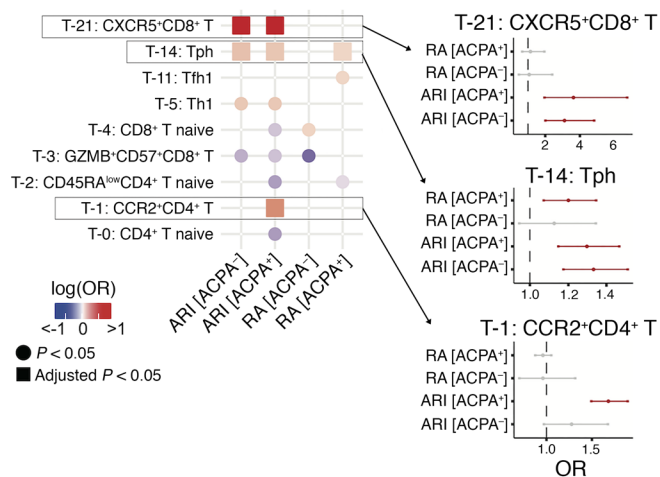 T-21: CXCR5⁺CD8⁺ T
T-14: Tph
T-11: Tfh1
T-5: Th1
T-4: CD8⁺ T naive
T-3: GZMB⁺CD57⁺CD8⁺ T
T-2: CD45RAˡᵒʷCD4⁺ T naive
T-1: CCR2⁺CD4⁺ T
T-0: CD4⁺ T naive
ARI [ACPA⁻]
ARI [ACPA⁺]
RA [ACPA⁻]
RA [ACPA⁺]
log(OR)
<-1 0 >1
P < 0.05
Adjusted P < 0.05
T-21: CXCR5⁺CD8⁺ T
RA [ACPA⁺]
RA [ACPA⁻]
ARI [ACPA⁺]
ARI [ACPA⁻]
2 4 6
T-14: Tph
RA [ACPA⁺]
RA [ACPA⁻]
ARI [ACPA⁺]
ARI [ACPA⁻]
1.0 1.2 1.4
T-1: CCR2⁺CD4⁺ T
RA [ACPA⁺]
RA [ACPA⁻]
ARI [ACPA⁺]
ARI [ACPA⁻]
1.0 1.5
OR